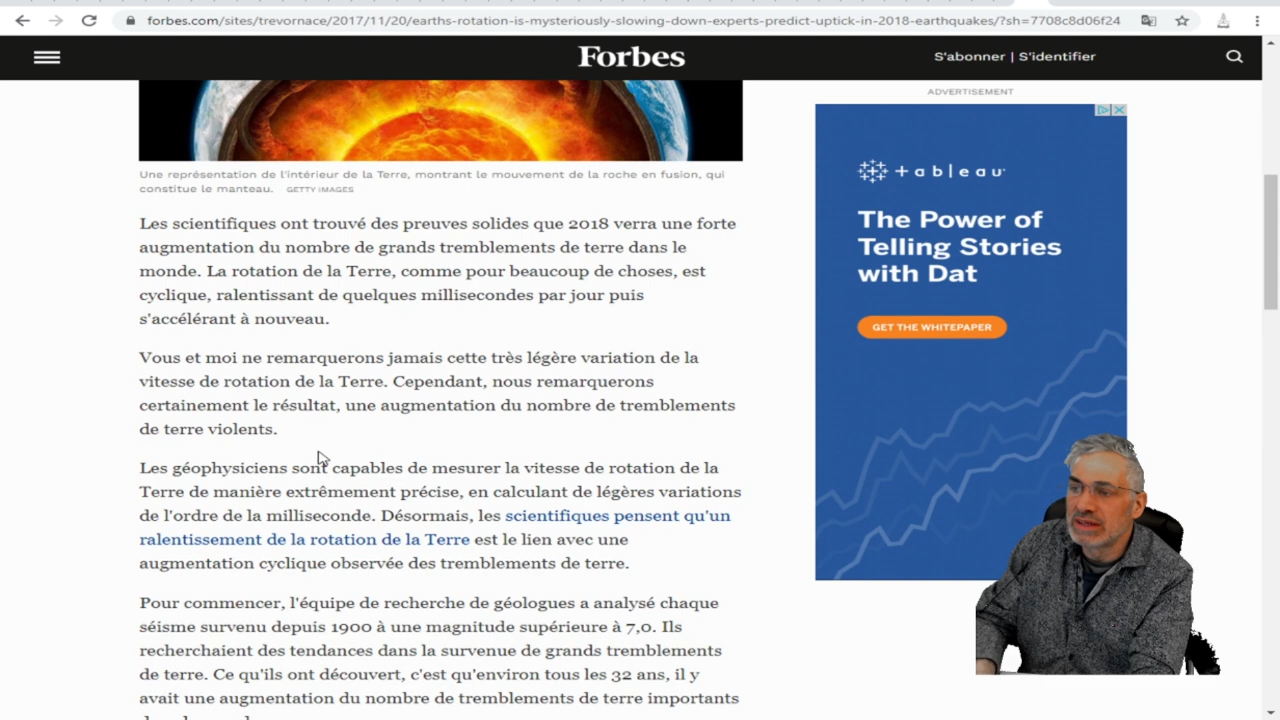 forbes.com/sites/trevornace/2017/11/20/earths-rotation-is-mysteriously-slowing-down-experts-predict-uptick-in-2018-earthquakes/?sh=7708c8d06f24
Forbes
S'abonner | S'identifier
ADVERTISEMENT
Une représentation de l'intérieur de la Terre, montrant le mouvement de la roche en fusion, qui
constitue le manteau. GETTY IMAGES
Les scientifiques ont trouvé des preuves solides que 2018 verra une forte
augmentation du nombre de grands tremblements de terre dans le
monde. La rotation de la Terre, comme pour beaucoup de choses, est
cyclique, ralentissant de quelques millisecondes par jour puis
s'accélérant à nouveau.
Vous et moi ne remarquerons jamais cette très légère variation de la
vitesse de rotation de la Terre. Cependant, nous remarquerons
certainement le résultat, une augmentation du nombre de tremblements
de terre violents.
Les géophysiciens sont capables de mesurer la vitesse de rotation de la
Terre de manière extrêmement précise, en calculant de légères variations
de l'ordre de la milliseconde. Désormais, les scientifiques pensent qu'un
ralentissement de la rotation de la Terre est le lien avec une
augmentation cyclique observée des tremblements de terre.
Pour commencer, l'équipe de recherche de géologues a analysé chaque
séisme survenu depuis 1900 à une magnitude supérieure à 7,0. Ils
recherchaient des tendances dans la survenue de grands tremblements
de terre. Ce qu'ils ont découvert, c'est qu'environ tous les 32 ans, il y
avait une augmentation du nombre de tremblements de terre importants
+ableau
The Power of
Telling Stories
with Dat
GET THE WHITEPAPER